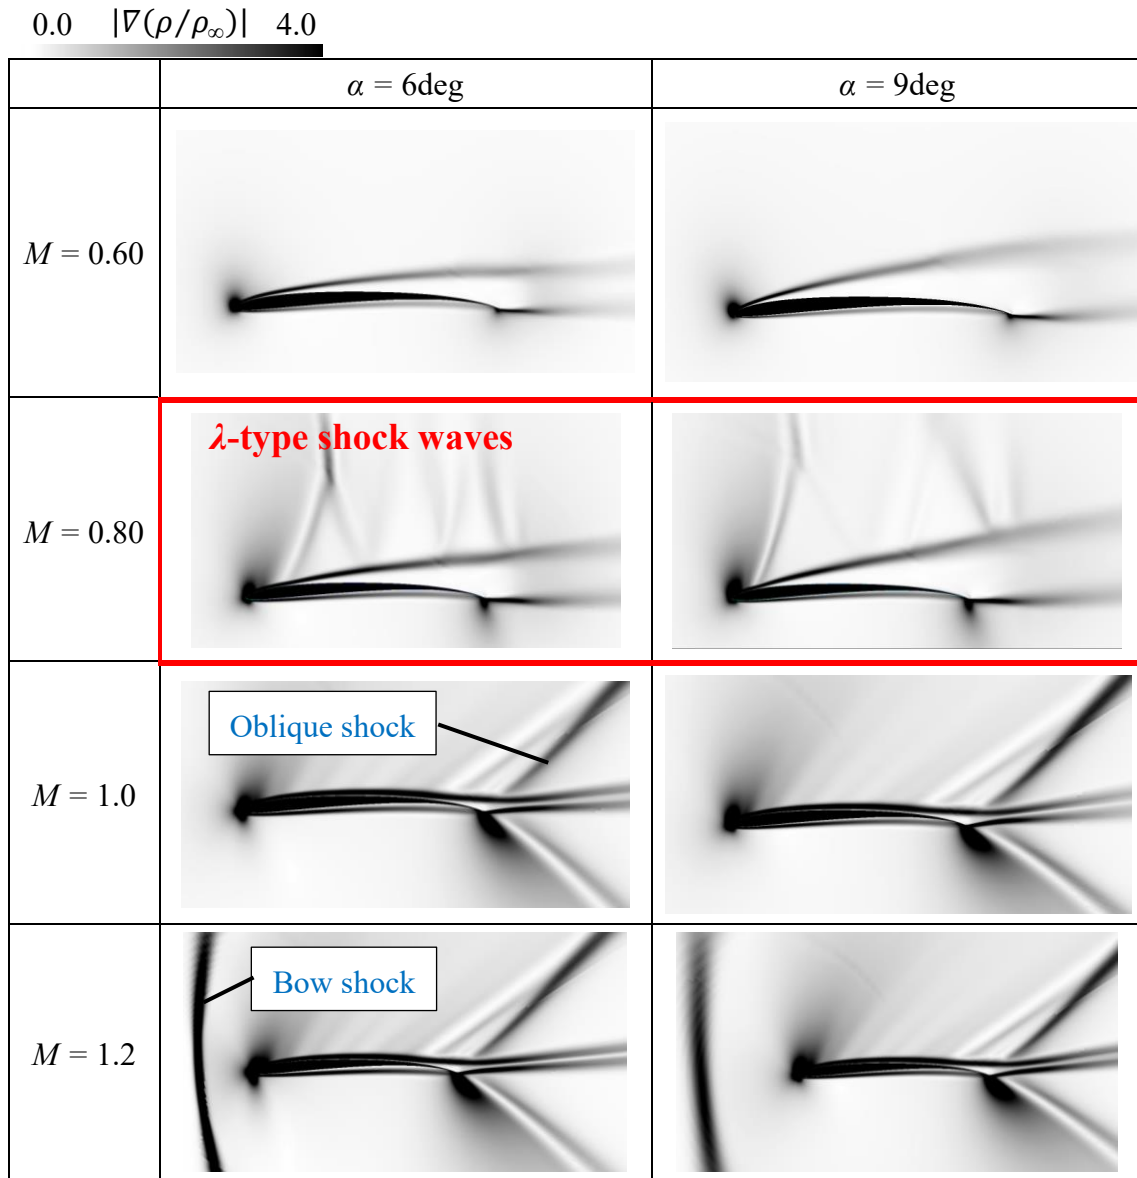 0.0 |∇(ρ/ρ∞)| 4.0
α = 6deg
α = 9deg
M = 0.60
λ-type shock waves
M = 0.80
Oblique shock
M = 1.0
Bow shock
M = 1.2